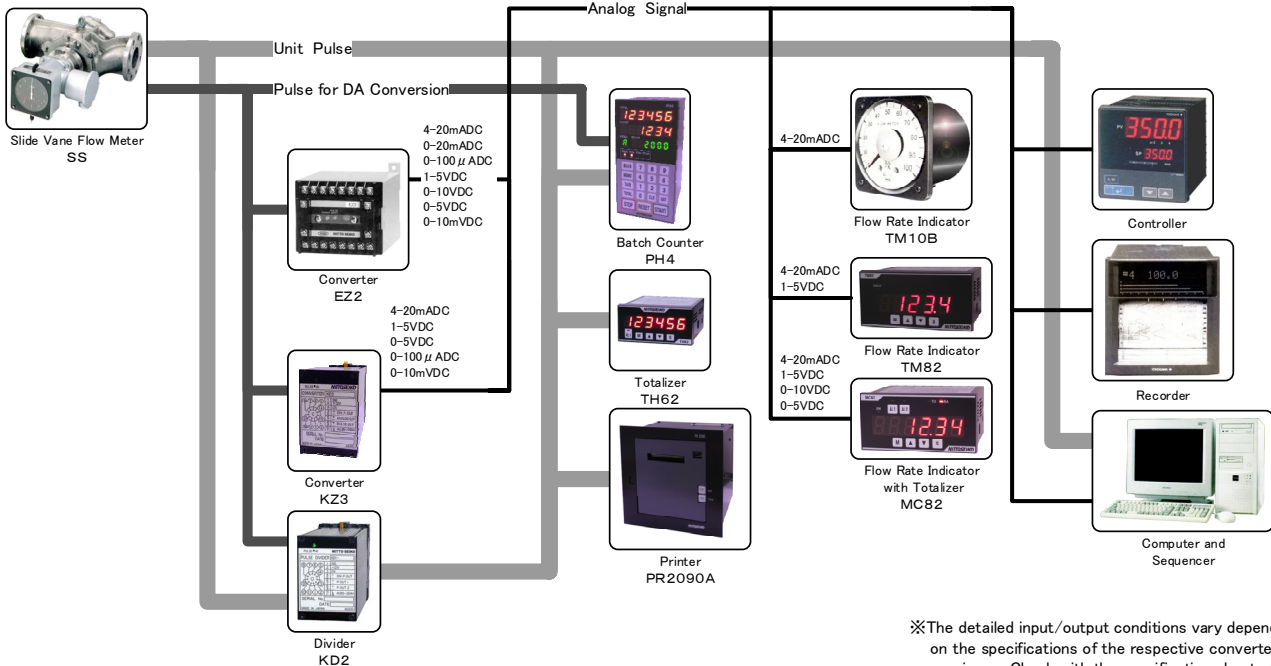 Analog Signal
Unit Pulse
Pulse for DA Conversion
Slide Vane Flow Meter
SS
4-20mADC
0-20mADC
0-100μADC
1-5VDC
0-10VDC
0-5VDC
0-10mVDC
Converter
EZ2
4-20mADC
1-5VDC
0-5VDC
0-100μADC
0-10mVDC
Converter
KZ3
Divider
KD2
123456
1234
2000
Batch Counter
PH4
123456
Totalizer
TH62
Printer
PR2090A
4-20mADC
Flow Rate Indicator
TM10B
4-20mADC
1-5VDC
123.4
Flow Rate Indicator
TM82
4-20mADC
1-5VDC
0-10VDC
0-5VDC
12.34
Flow Rate Indicator
with Totalizer
MC82
PV
350.0
SP 350.0
Controller
100.0
Recorder
Computer and
Sequencer
※The detailed input/output conditions vary depen
on the specifications of the respective converte